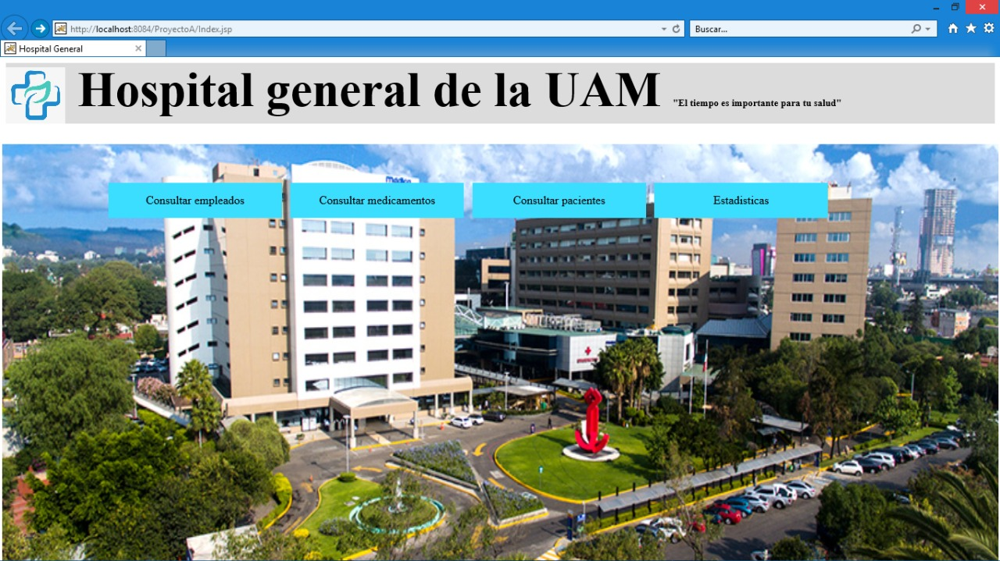 http://localhost:8084/ProyectoA/Index.jsp
Buscar...
Hospital General
Hospital general de la UAM "El tiempo es importante para tu salud"
Médica
Consultar empleados Consultar medicamentos Consultar pacientes Estadisticas